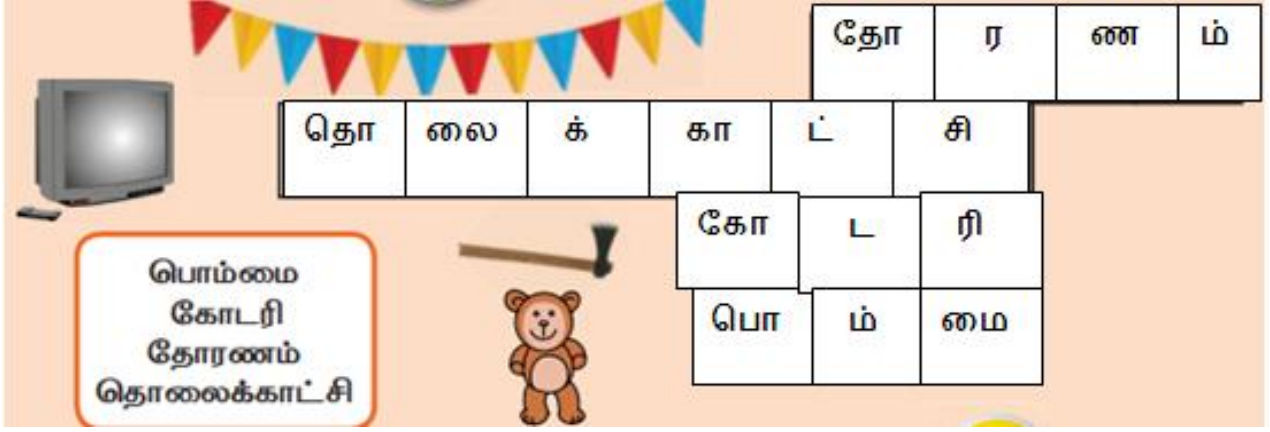 தோ ர ண ம்
தொ லை க் கா ட் சி
கோ ட ரி
பொ ம் மை
பொம்மை
கோடரி
தோரணம்
தொலைக்காட்சி